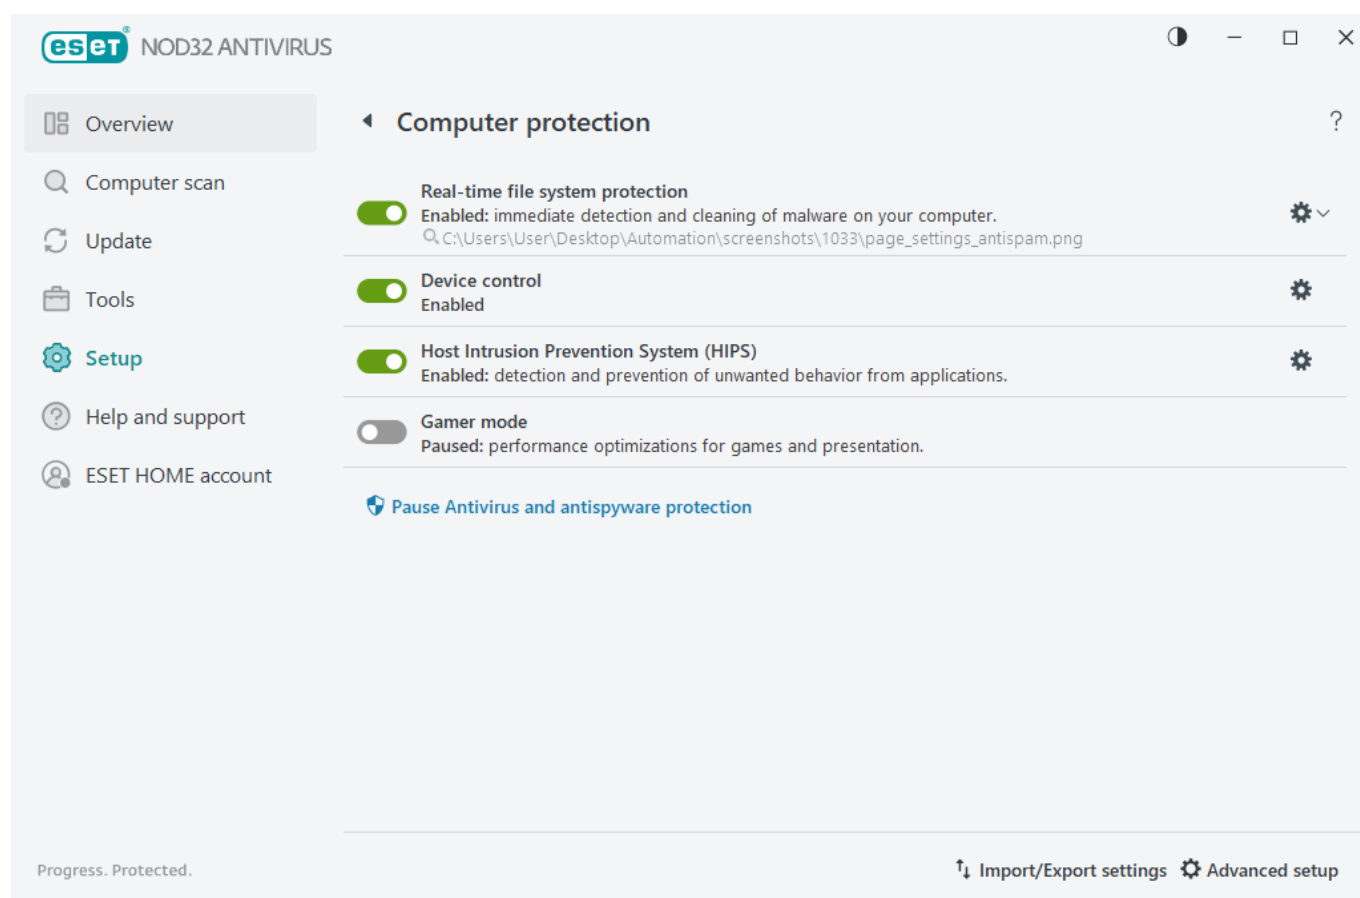 eset® NOD32 ANTIVIRUS
Overview
Computer scan
Update
Tools
Setup
Help and support
ESET HOME account
Computer protection
?
Real-time file system protection
Enabled: immediate detection and cleaning of malware on your computer.
C:\Users\User\Desktop\Automation\screenshots\1033\page_settings_antispam.png
Device control
Enabled
Host Intrusion Prevention System (HIPS)
Enabled: detection and prevention of unwanted behavior from applications.
Gamer mode
Paused: performance optimizations for games and presentation.
Pause Antivirus and antispyware protection
Progress. Protected.
Import/Export settings
Advanced setup